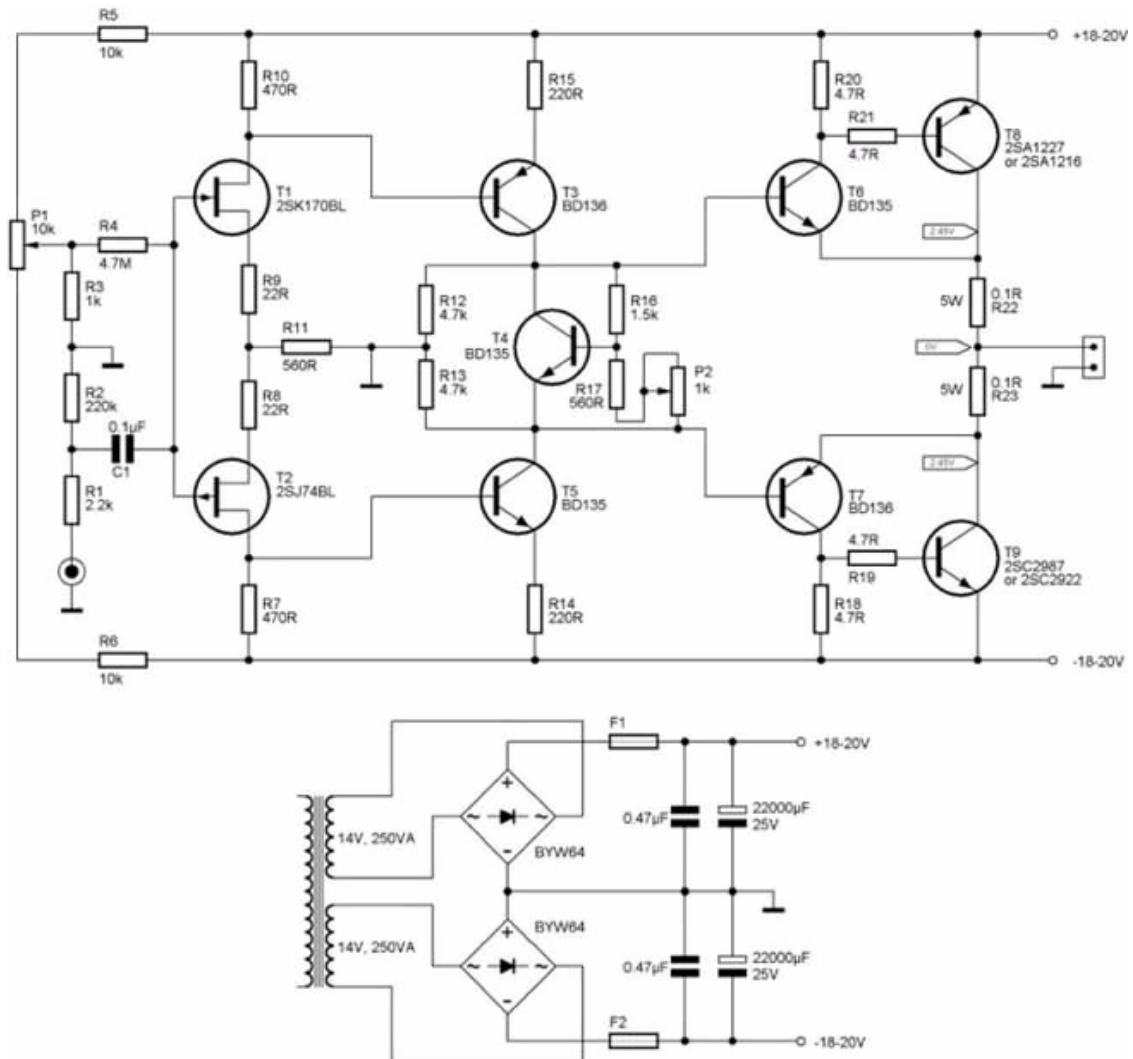 R5
10k
+18-20V
R10
470R
R15
220R
R20
4.7R
R21
4.7R
T8
2SA1227
or 2SA1216
T1
2SK170BL
T3
BD136
T6
BD135
P1
10k
R4
4.7M
2.85V
R3
1k
R9
22R
R12
4.7k
R16
1.5k
5W
0.1R
R22
R11
560R
T4
BD135
R13
4.7k
R17
560R
P2
1k
R2
220k
R8
22R
5W
0.1R
R23
0.1µF
C1
2.85V
R1
2.2k
T2
2SJ74BL
T5
BD135
T7
BD136
4.7R
R19
T9
2SC2987
or 2SC2922
R7
470R
R14
220R
R18
4.7R
R6
10k
-18-20V
F1
+18-20V
+
~
~
-
14V, 250VA
BYW64
0.47µF
22000µF
25V
BYW64
14V, 250VA
+
~
~
-
0.47µF
22000µF
25V
F2
-18-20V